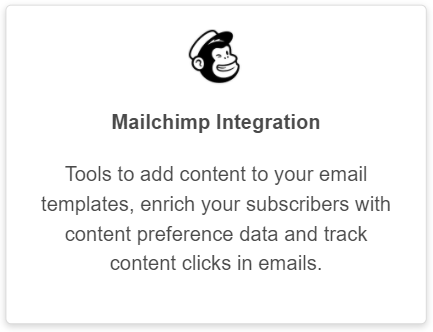 Mailchimp Integration
Tools to add content to your email
templates, enrich your subscribers with
content preference data and track
content clicks in emails.